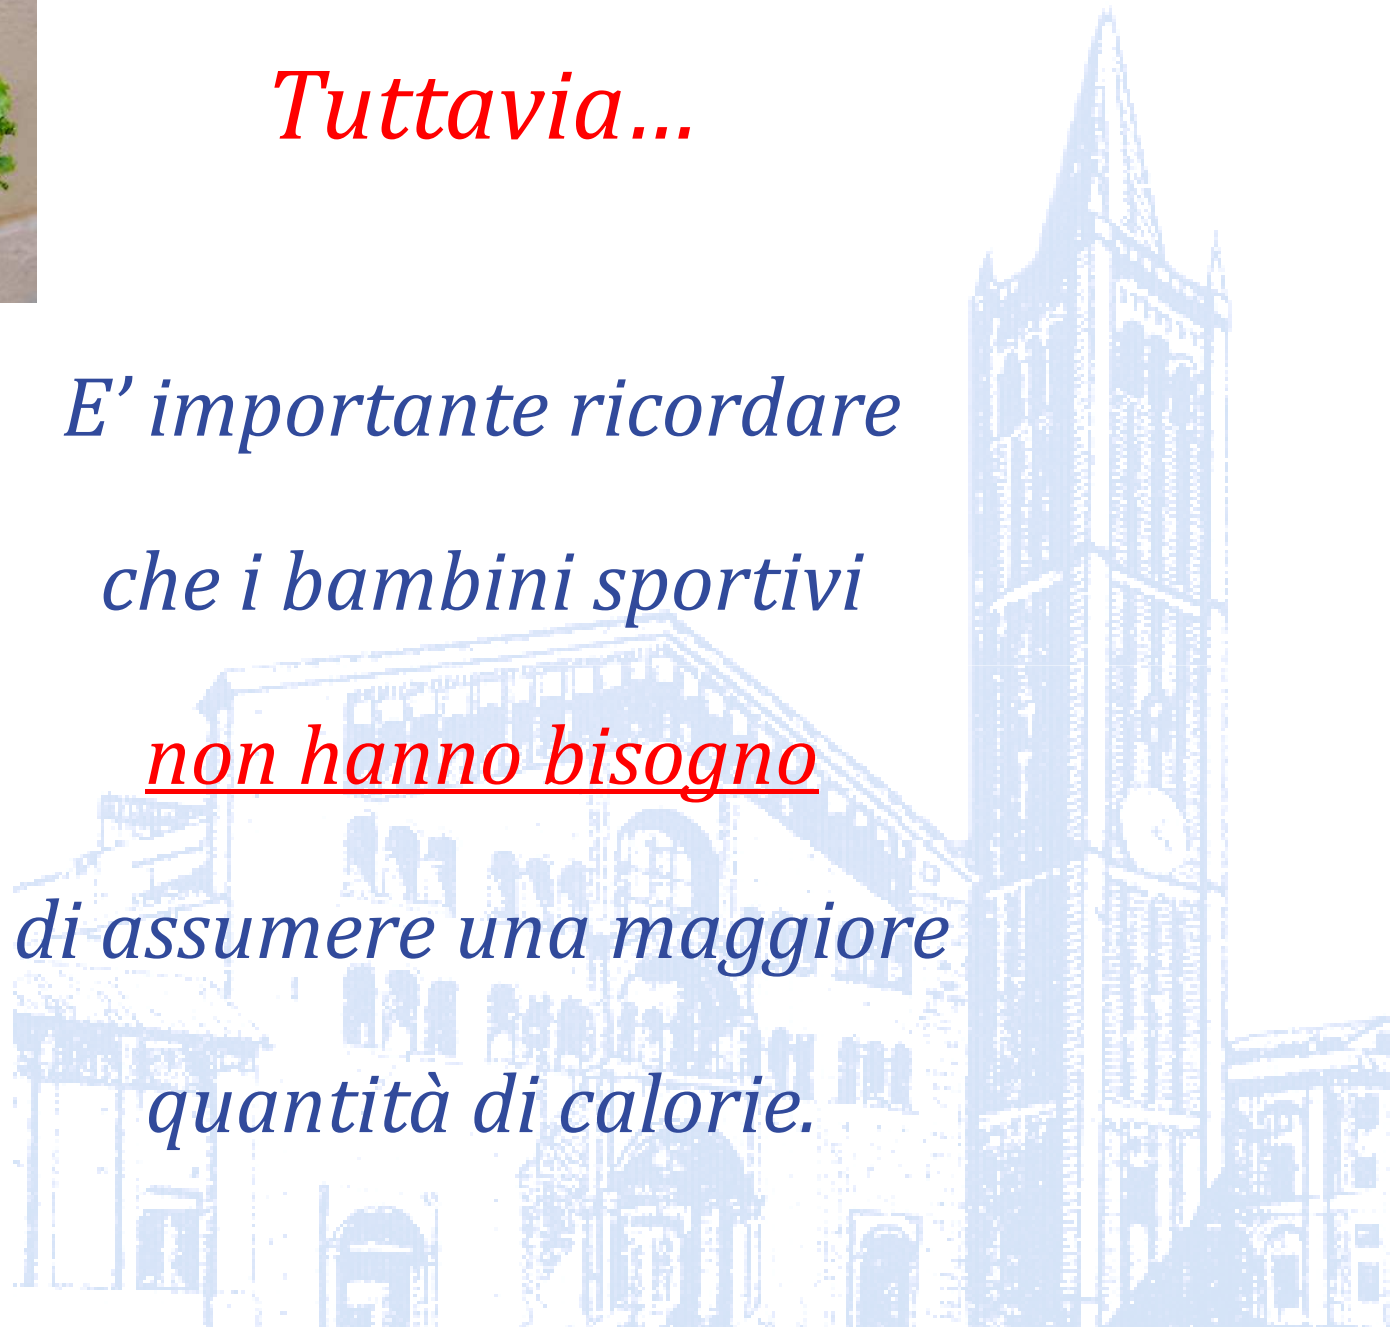 Tuttavia…
E’ importante ricordare
che i bambini sportivi
non hanno bisogno
di assumere una maggiore
quantità di calorie.